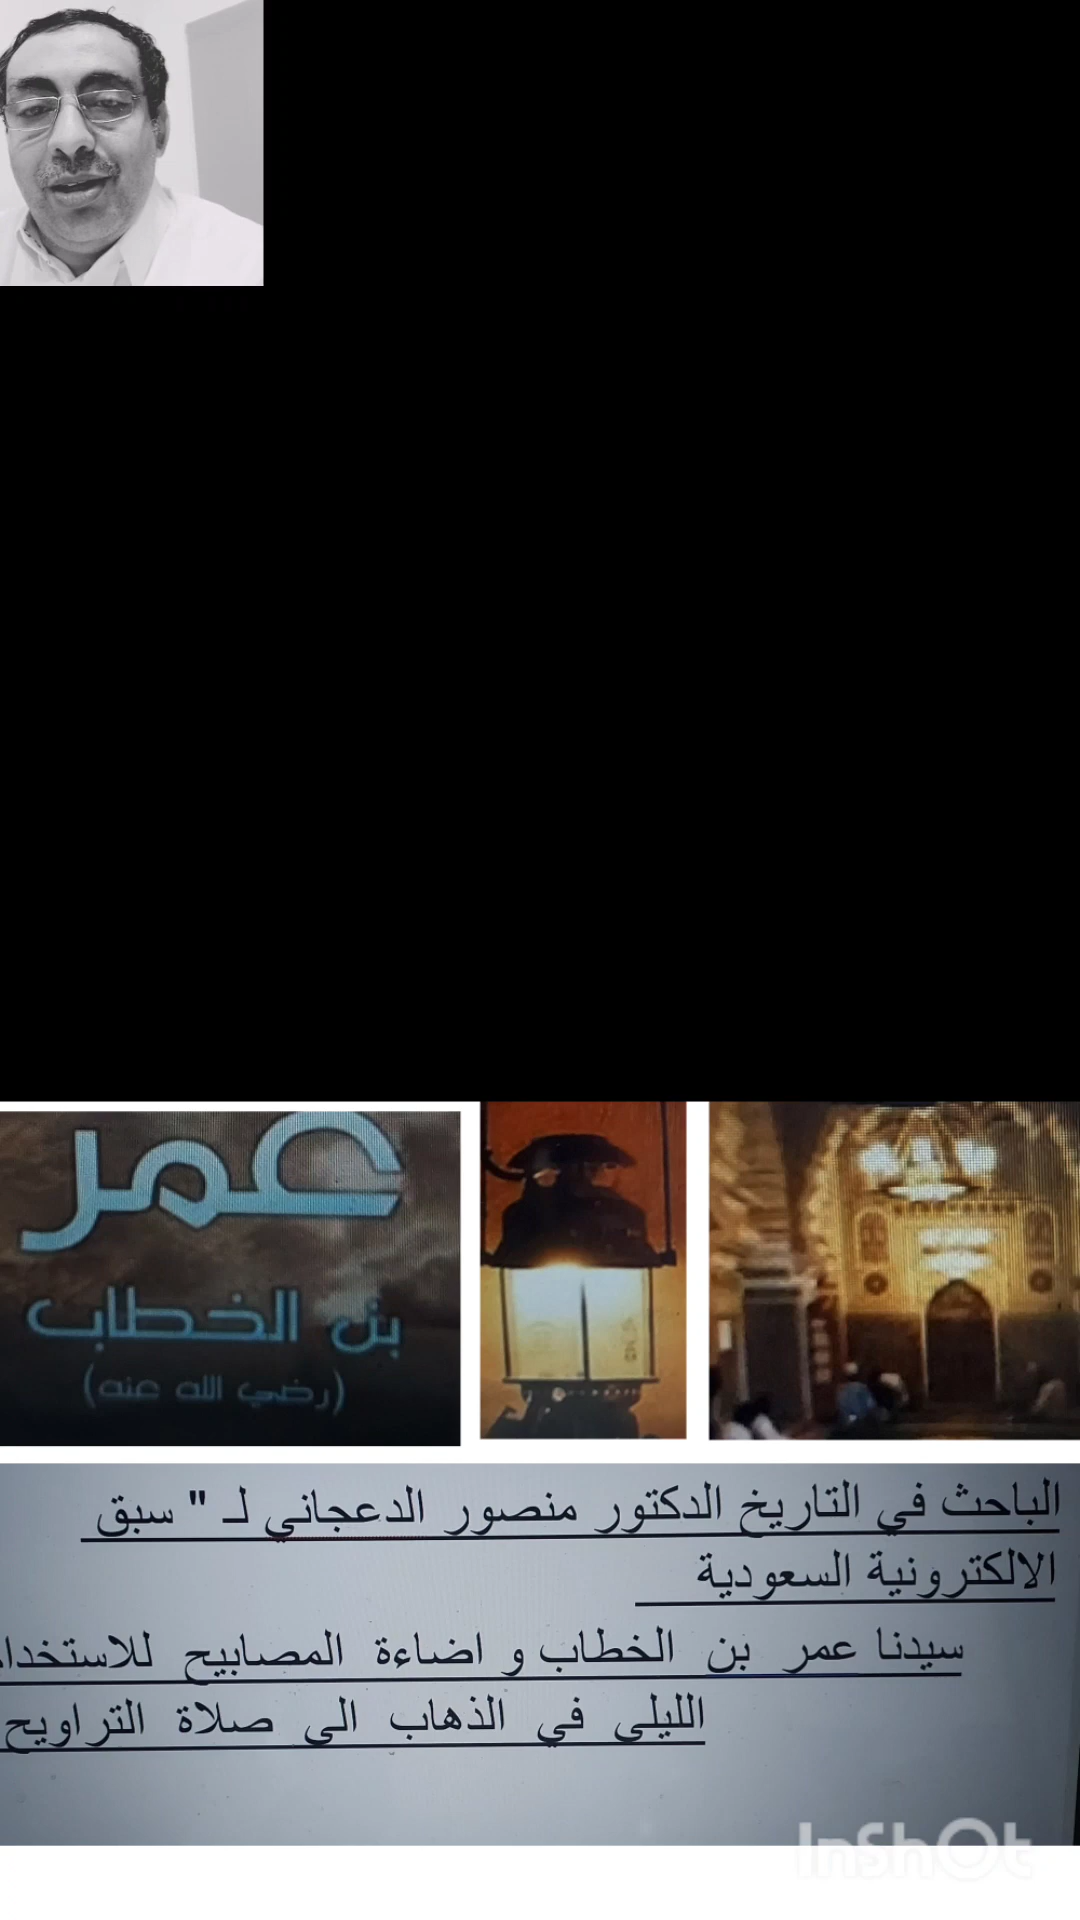 عمر
بن الخطاب
(رضي الله عنه)
الباحث في التاريخ الدكتور منصور الدعجاني لـ " سبق
الالكترونية السعودية
سيدنا عمر بن الخطاب و اضاءة المصابيح
الليلي في الذهاب الى صلاة التراويح
InShOt